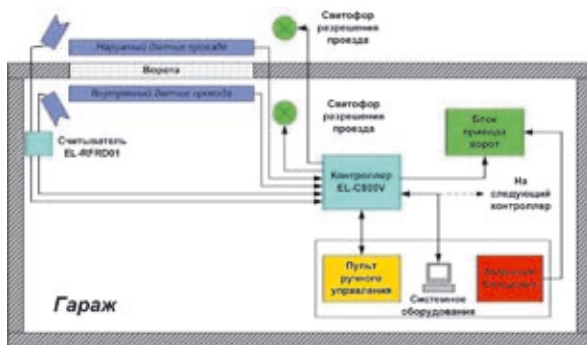 Светофор
разрешения
проезда
Наружный датчик проезда
Ворота
Внутренний датчик проезда
Светофор
разрешения
проезда
Блок
привода
ворот
Считыватель
EL-RFRD01
Контроллер
EL-C800V
На
следующий
контроллер
Пульт
ручного
управления
Системное
оборудование
Гараж